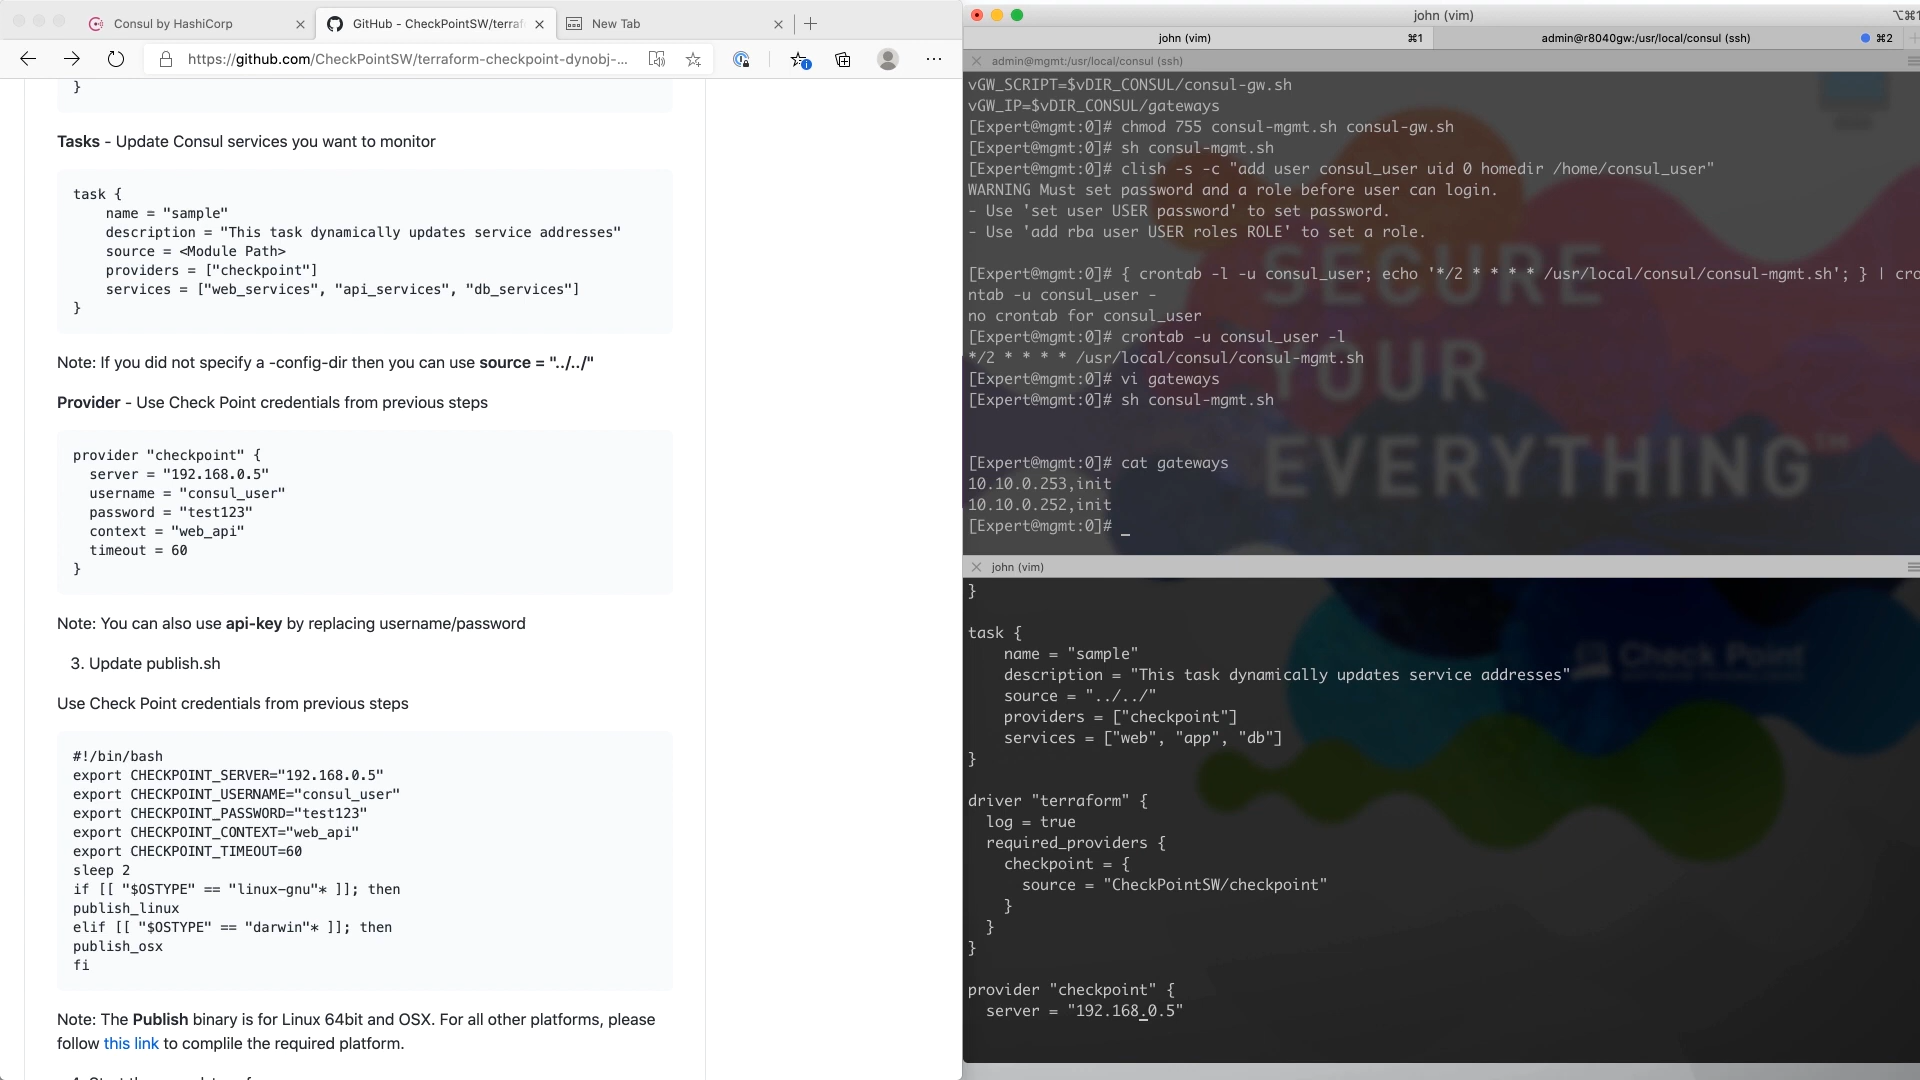 Consul by HashiCorp
GitHub - CheckPointSW/terraf
New Tab
https://github.com/CheckPointSW/terraform-checkpoint-dynobj-...
}
Tasks - Update Consul services you want to monitor
task {
name = "sample"
description = "This task dynamically updates service addresses"
source = <Module Path>
providers = ["checkpoint"]
services = ["web_services", "api_services", "db_services"]
}
Note: If you did not specify a -config-dir then you can use source = "../../"
Provider - Use Check Point credentials from previous steps
provider "checkpoint" {
server = "192.168.0.5"
username = "consul_user"
password = "test123"
context = "web_api"
timeout = 60
}
Note: You can also use api-key by replacing username/password
3. Update publish.sh
Use Check Point credentials from previous steps
#!/bin/bash
export CHECKPOINT_SERVER="192.168.0.5"
export CHECKPOINT_USERNAME="consul_user"
export CHECKPOINT_PASSWORD="test123"
export CHECKPOINT_CONTEXT="web_api"
export CHECKPOINT_TIMEOUT=60
sleep 2
if [[ "$OSTYPE" == "linux-gnu"* ]]; then
publish_linux
elif [[ "$OSTYPE" == "darwin"* ]]; then
publish_osx
fi
Note: The Publish binary is for Linux 64bit and OSX. For all other platforms, please
follow this link to complile the required platform.
john (vim)
⌥⌘1
john (vim) ⌘1
admin@r8040gw:/usr/local/consul (ssh) ⌘2
admin@mgmt:/usr/local/consul (ssh)
vGW_SCRIPT=$vDIR_CONSUL/consul-gw.sh
vGW_IP=$vDIR_CONSUL/gateways
[Expert@mgmt:0]# chmod 755 consul-mgmt.sh consul-gw.sh
[Expert@mgmt:0]# sh consul-mgmt.sh
[Expert@mgmt:0]# clish -s -c "add user consul_user uid 0 homedir /home/consul_user"
WARNING Must set password and a role before user can login.
- Use 'set user USER password' to set password.
- Use 'add rba user USER roles ROLE' to set a role.
[Expert@mgmt:0]# { crontab -l -u consul_user; echo '*/2 * * * * /usr/local/consul/consul-mgmt.sh'; } | cro
ntab -u consul_user -
no crontab for consul_user
[Expert@mgmt:0]# crontab -u consul_user -l
*/2 * * * * /usr/local/consul/consul-mgmt.sh
[Expert@mgmt:0]# vi gateways
[Expert@mgmt:0]# sh consul-mgmt.sh
[Expert@mgmt:0]# cat gateways
10.10.0.253,init
10.10.0.252,init
[Expert@mgmt:0]# _
SECURE
YOUR
EVERYTHING™
john (vim)
}
task {
name = "sample"
description = "This task dynamically updates service addresses"
source = "../../"
providers = ["checkpoint"]
services = ["web", "app", "db"]
}
driver "terraform" {
log = true
required_providers {
checkpoint = {
source = "CheckPointSW/checkpoint"
}
}
}
provider "checkpoint" {
server = "192.168.0.5"
Check Point